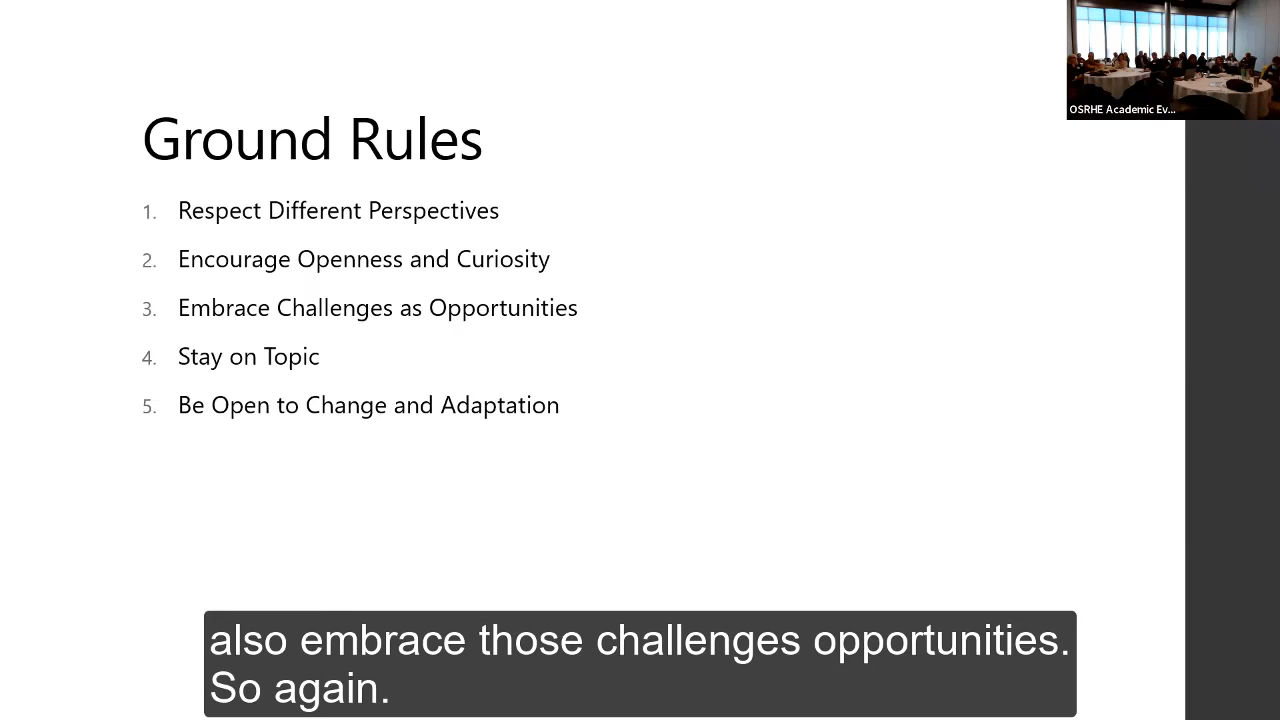 OSRHE Academic Ev...
Ground Rules
1. Respect Different Perspectives
2. Encourage Openness and Curiosity
3. Embrace Challenges as Opportunities
4. Stay on Topic
5. Be Open to Change and Adaptation
also embrace those challenges opportunities.
So again.